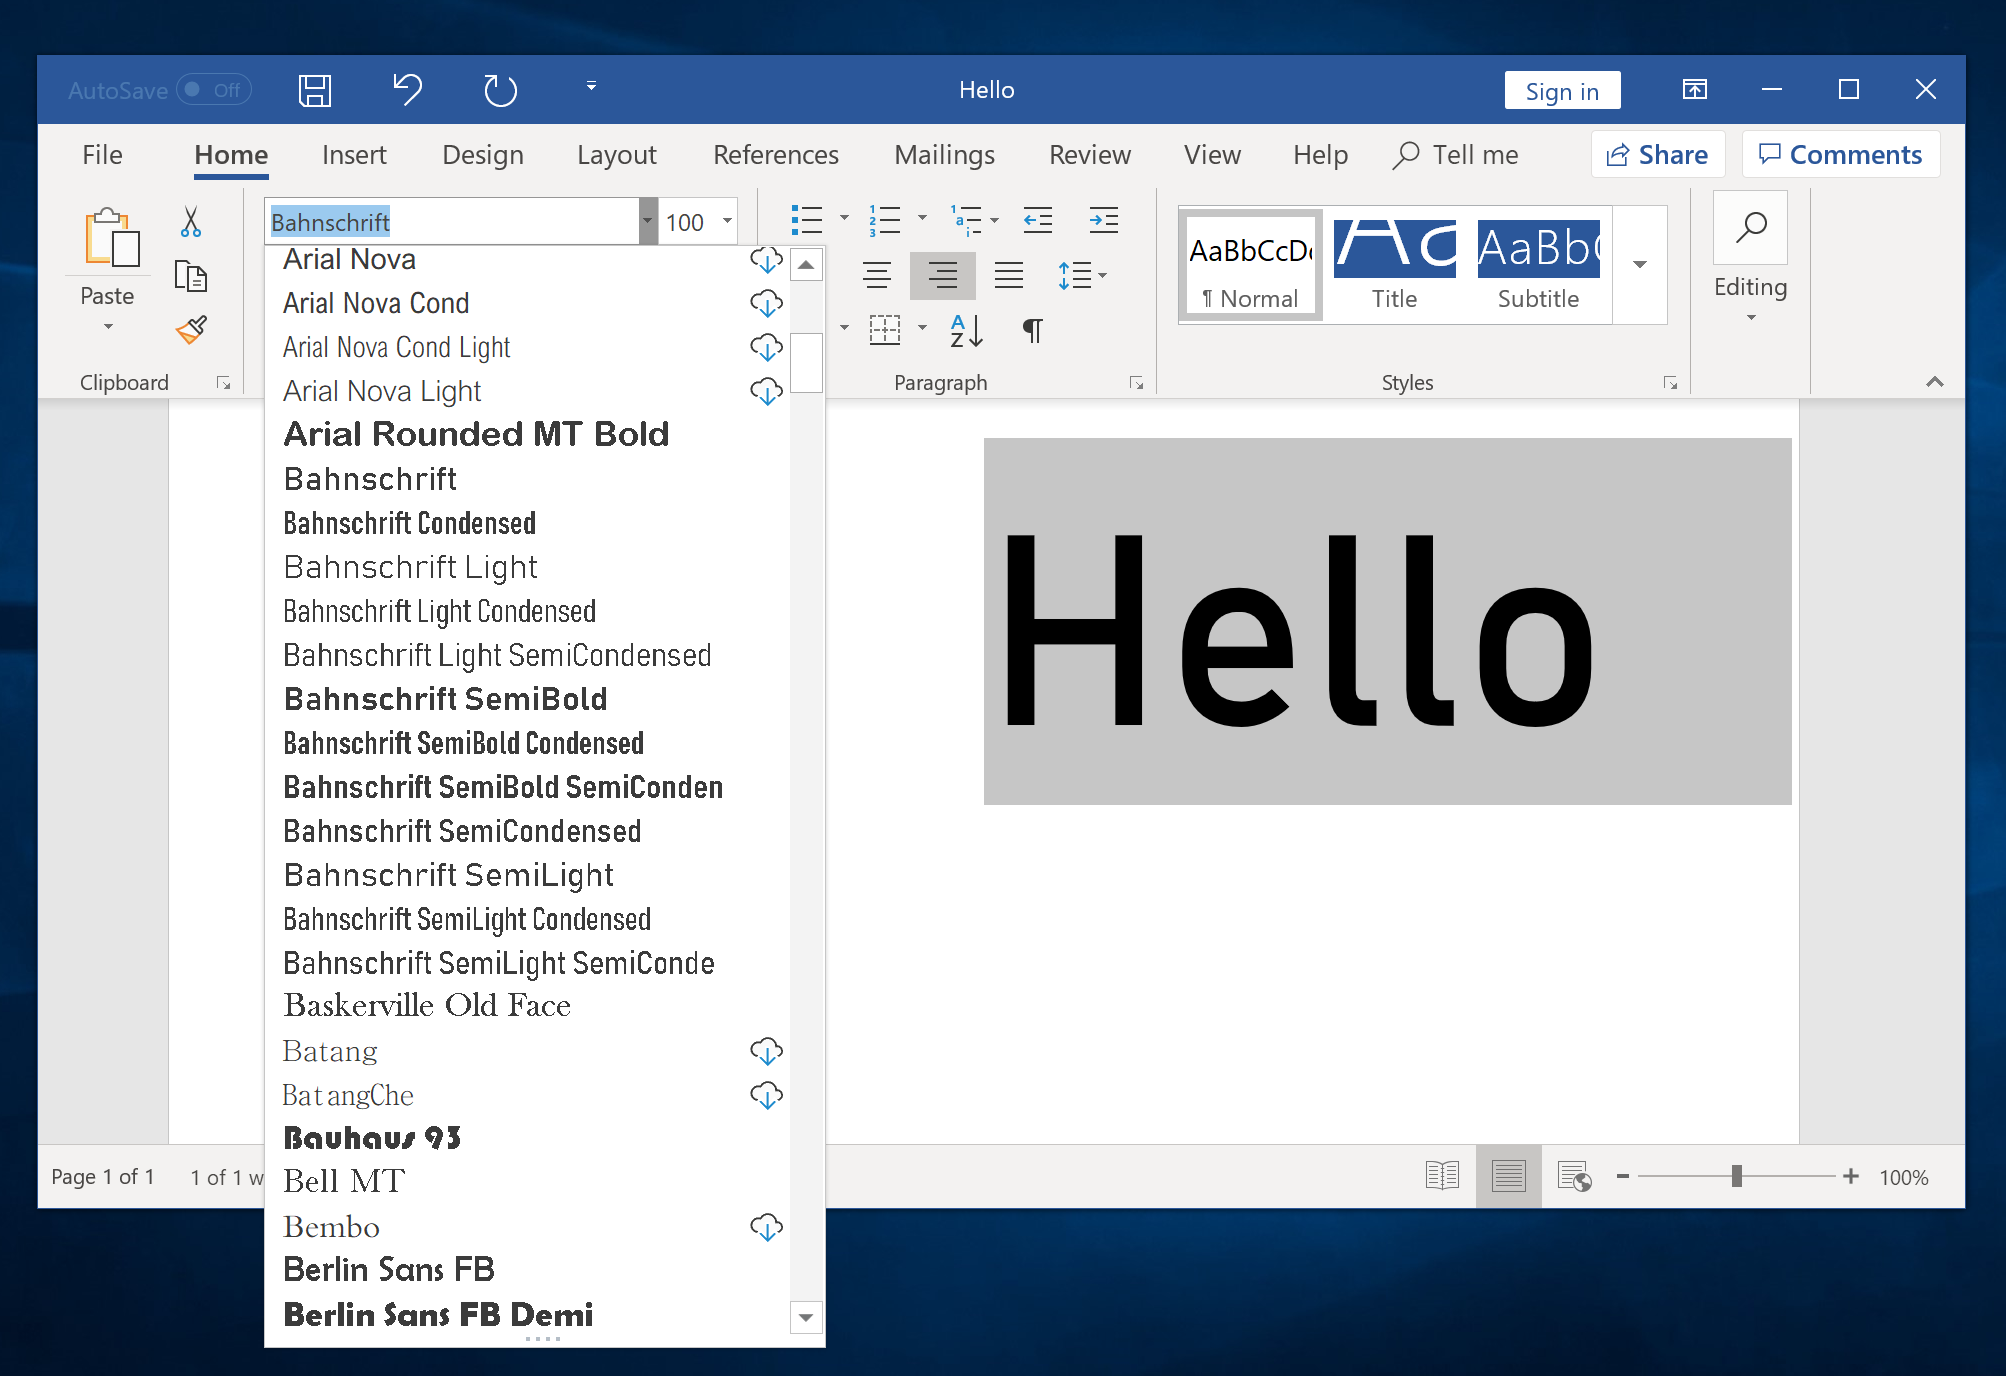 AutoSave Off
Hello
Sign in
File Home Insert Design Layout References Mailings Review View Help Tell me Share Comments
Bahnschrift 100
Paste
Clipboard
Paragraph
AaBbCcDc
¶ Normal
Title
AaBb
Subtitle
Styles
Editing
Arial Nova
Arial Nova Cond
Arial Nova Cond Light
Arial Nova Light
Arial Rounded MT Bold
Bahnschrift
Bahnschrift Condensed
Bahnschrift Light
Bahnschrift Light Condensed
Bahnschrift Light SemiCondensed
Bahnschrift SemiBold
Bahnschrift SemiBold Condensed
Bahnschrift SemiBold SemiConden
Bahnschrift SemiCondensed
Bahnschrift SemiLight
Bahnschrift SemiLight Condensed
Bahnschrift SemiLight SemiConde
Baskerville Old Face
Batang
BatangChe
Bauhaus 93
Bell MT
Bembo
Berlin Sans FB
Berlin Sans FB Demi
Hello
Page 1 of 1 1 of 1 w
100%